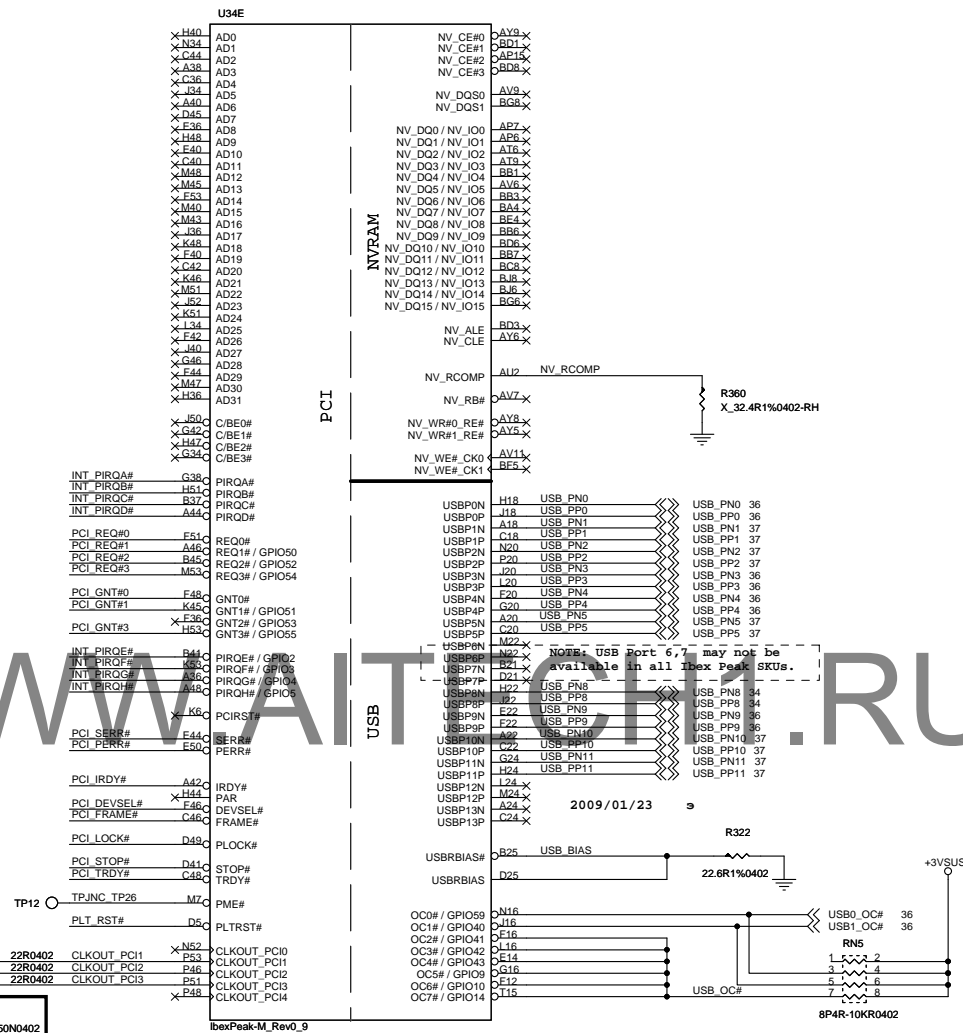 U34E
H40 AD0
N34 AD1
C44 AD2
A38 AD3
C36 AD4
J34 AD5
A40 AD6
D45 AD7
E36 AD8
H48 AD9
E40 AD10
C40 AD11
M48 AD12
M45 AD13
F53 AD14
M40 AD15
M43 AD16
J36 AD17
K48 AD18
F40 AD19
C42 AD20
K46 AD21
M51 AD22
J52 AD23
K51 AD24
L34 AD25
F42 AD26
J40 AD27
G46 AD28
F44 AD29
M47 AD30
H36 AD31
J50 C/BE0#
G42 C/BE1#
H47 C/BE2#
G34 C/BE3#
INT_PIRQA# G38 PIRQA#
INT_PIRQB# H51 PIRQB#
INT_PIRQC# B37 PIRQC#
INT_PIRQD# A44 PIRQD#
PCI_REQ#0 F51 REQ0#
PCI_REQ#1 A46 REQ1# / GPIO50
PCI_REQ#2 B45 REQ2# / GPIO52
PCI_REQ#3 M53 REQ3# / GPIO54
PCI_GNT#0 F48 GNT0#
PCI_GNT#1 K45 GNT1# / GPIO51
F36 GNT2# / GPIO53
PCI_GNT#3 H53 GNT3# / GPIO55
INT_PIRQE# B41 PIRQE# / GPIO2
INT_PIRQF# K53 PIRQF# / GPIO3
INT_PIRQG# A36 PIRQG# / GPIO4
INT_PIRQH# A48 PIRQH# / GPIO5
K6 PCIRST#
PCI_SERR# E44 SERR#
PCI_PERR# E50 PERR#
PCI_IRDY# A42 IRDY#
H44 PAR
PCI_DEVSEL# F46 DEVSEL#
PCI_FRAME# C46 FRAME#
PCI_LOCK# D49 PLOCK#
PCI_STOP# D41 STOP#
PCI_TRDY# C48 TRDY#
TP12 TPJNC_TP26 M7 PME#
PLT_RST# D5 PLTRST#
N52 CLKOUT_PCI0
22R0402 CLKOUT_PCI1 P53 CLKOUT_PCI1
22R0402 CLKOUT_PCI2 P46 CLKOUT_PCI2
22R0402 CLKOUT_PCI3 P51 CLKOUT_PCI3
P48 CLKOUT_PCI4
IbexPeak-M_Rev0_9
50N0402
PCI
NVRAM
USB
NV_CE#0 AY9
NV_CE#1 BD1
NV_CE#2 AP15
NV_CE#3 BD8
NV_DQS0 AV9
NV_DQS1 BG8
NV_DQ0 / NV_IO0 AP7
NV_DQ1 / NV_IO1 AP6
NV_DQ2 / NV_IO2 AT6
NV_DQ3 / NV_IO3 AT9
NV_DQ4 / NV_IO4 BB1
NV_DQ5 / NV_IO5 AV6
NV_DQ6 / NV_IO6 BB3
NV_DQ7 / NV_IO7 BA4
NV_DQ8 / NV_IO8 BE4
NV_DQ9 / NV_IO9 BB6
NV_DQ10 / NV_IO10 BD6
NV_DQ11 / NV_IO11 BB7
NV_DQ12 / NV_IO12 BC8
NV_DQ13 / NV_IO13 BJ8
NV_DQ14 / NV_IO14 BJ6
NV_DQ15 / NV_IO15 BG6
NV_ALE BD3
NV_CLE AY6
NV_RCOMP AU2 NV_RCOMP
R360
X_32.4R1%0402-RH
NV_RB# AV7
NV_WR#0_RE# AY8
NV_WR#1_RE# AY5
NV_WE#_CK0 AV11
NV_WE#_CK1 BF5
USBP0N H18 USB_PN0 USB_PN0 36
USBP0P J18 USB_PP0 USB_PP0 36
USBP1N A18 USB_PN1 USB_PN1 37
USBP1P C18 USB_PP1 USB_PP1 37
USBP2N N20 USB_PN2 USB_PN2 37
USBP2P P20 USB_PP2 USB_PP2 37
USBP3N J20 USB_PN3 USB_PN3 36
USBP3P L20 USB_PP3 USB_PP3 36
USBP4N F20 USB_PN4 USB_PN4 36
USBP4P G20 USB_PP4 USB_PP4 36
USBP5N A20 USB_PN5 USB_PN5 37
USBP5P C20 USB_PP5 USB_PP5 37
USBP6N M22
USBP6P N22
USBP7N B21
USBP7P D21
NOTE: USB Port 6,7 may not be
available in all Ibex Peak SKUs.
USBP8N H22 USB_PN8 USB_PN8 34
USBP8P J22 USB_PP8 USB_PP8 34
USBP9N E22 USB_PN9 USB_PN9 36
USBP9P F22 USB_PP9 USB_PP9 36
USBP10N A22 USB_PN10 USB_PN10 37
USBP10P C22 USB_PP10 USB_PP10 37
USBP11N G24 USB_PN11 USB_PN11 37
USBP11P H24 USB_PP11 USB_PP11 37
USBP12N L24
USBP12P M24
USBP13N A24
USBP13P C24
2009/01/23 э
USBRBIAS# B25 USB_BIAS
USBRBIAS D25
R322
22.6R1%0402
+3VSUS
OC0# / GPIO59 N16 USB0_OC# 36
OC1# / GPIO40 J16 USB1_OC# 36
OC2# / GPIO41 F16
OC3# / GPIO42 L16
OC4# / GPIO43 E14
OC5# / GPIO9 G16
OC6# / GPIO10 F12
OC7# / GPIO14 T15 USB_OC#
RN5
1 2
3 4
5 6
7 8
8P4R-10KR0402
WWW.AITECH1.RU